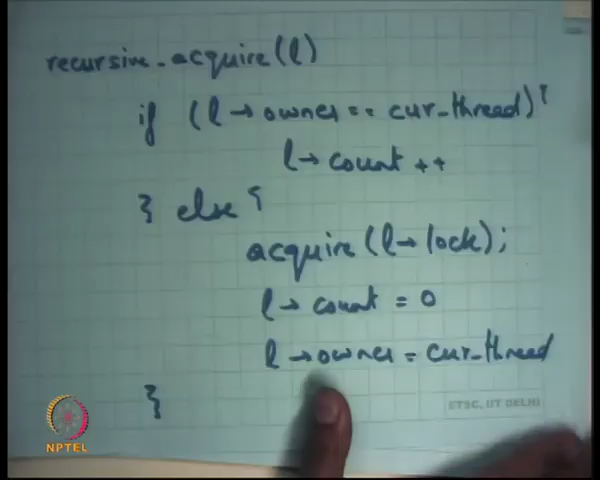 recursive_acquire(l)
if (l→owner == cur_thread){
l→count ++
} else {
acquire(l→lock);
l→count = 0
l→owner = cur_thread
}
ETSC, IIT DELHI
NPTEL